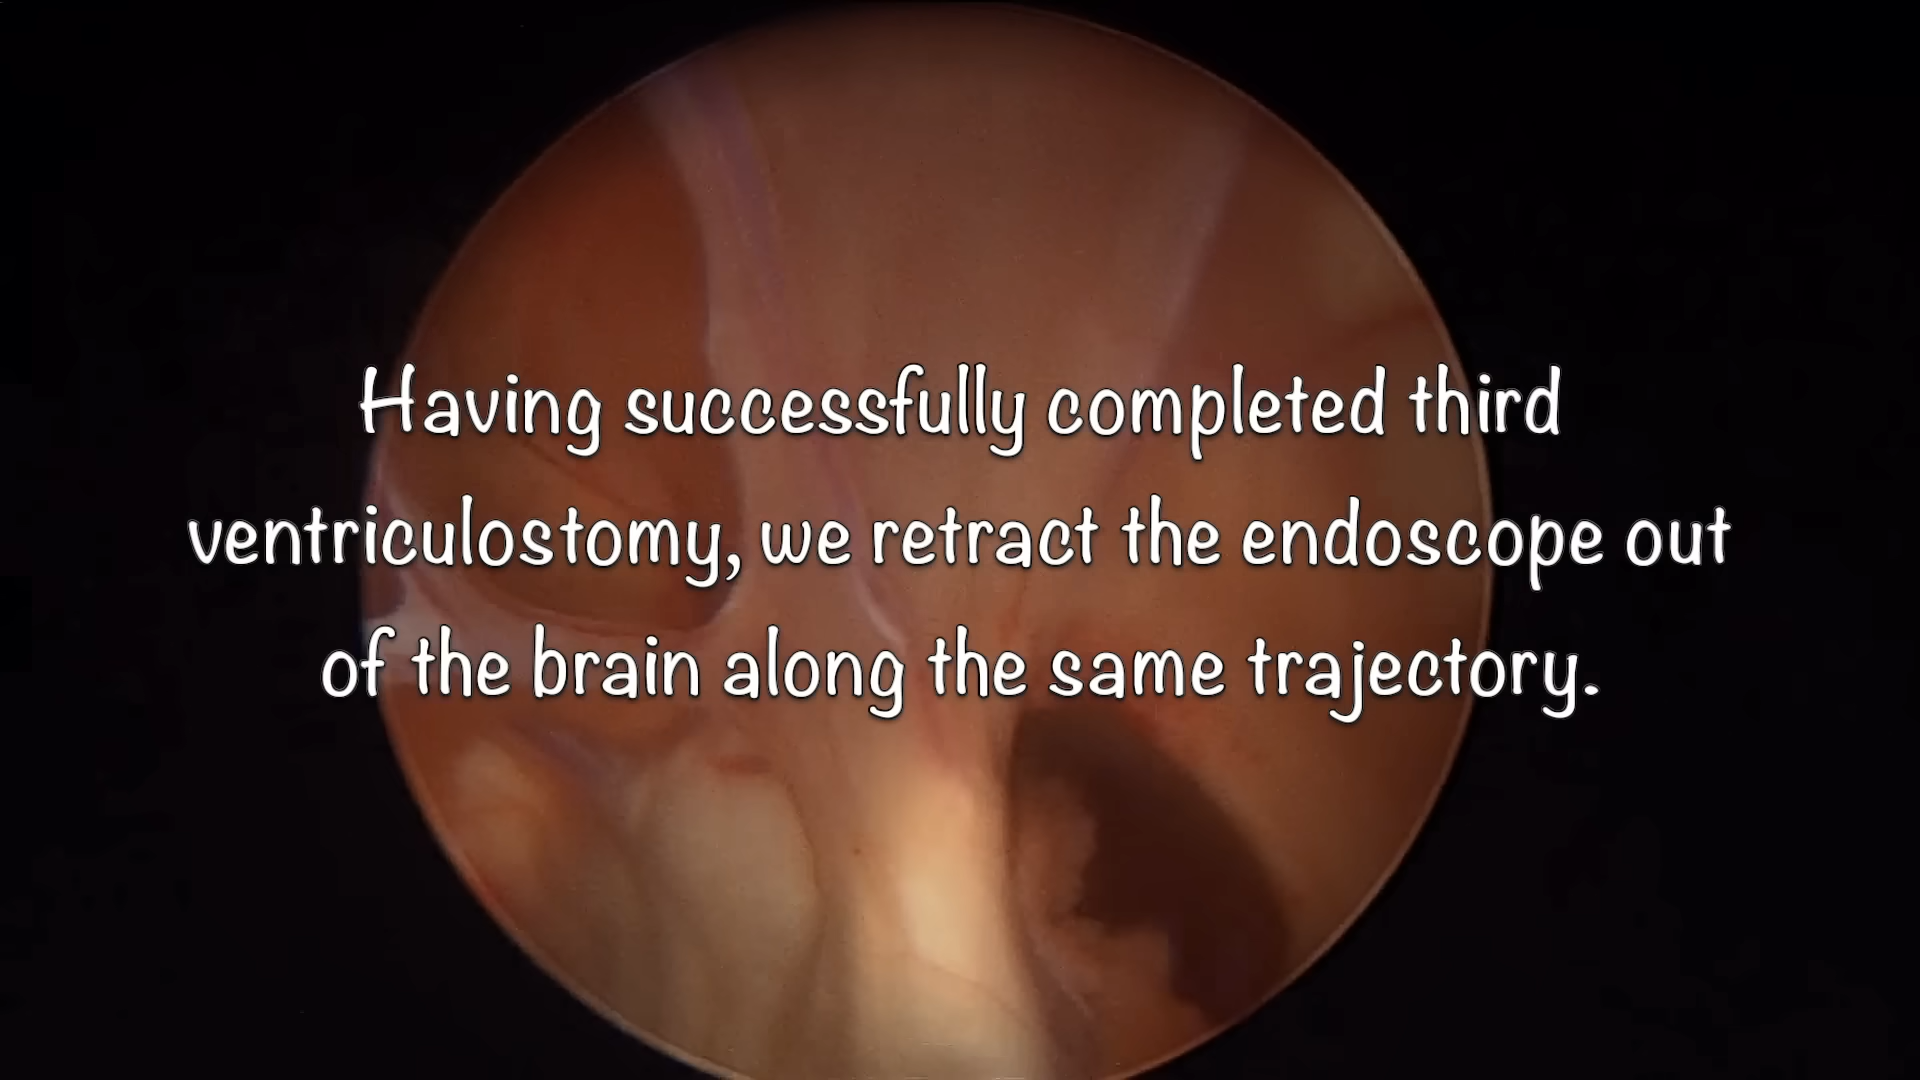 Having successfully completed third
ventriculostomy, we retract the endoscope out
of the brain along the same trajectory.